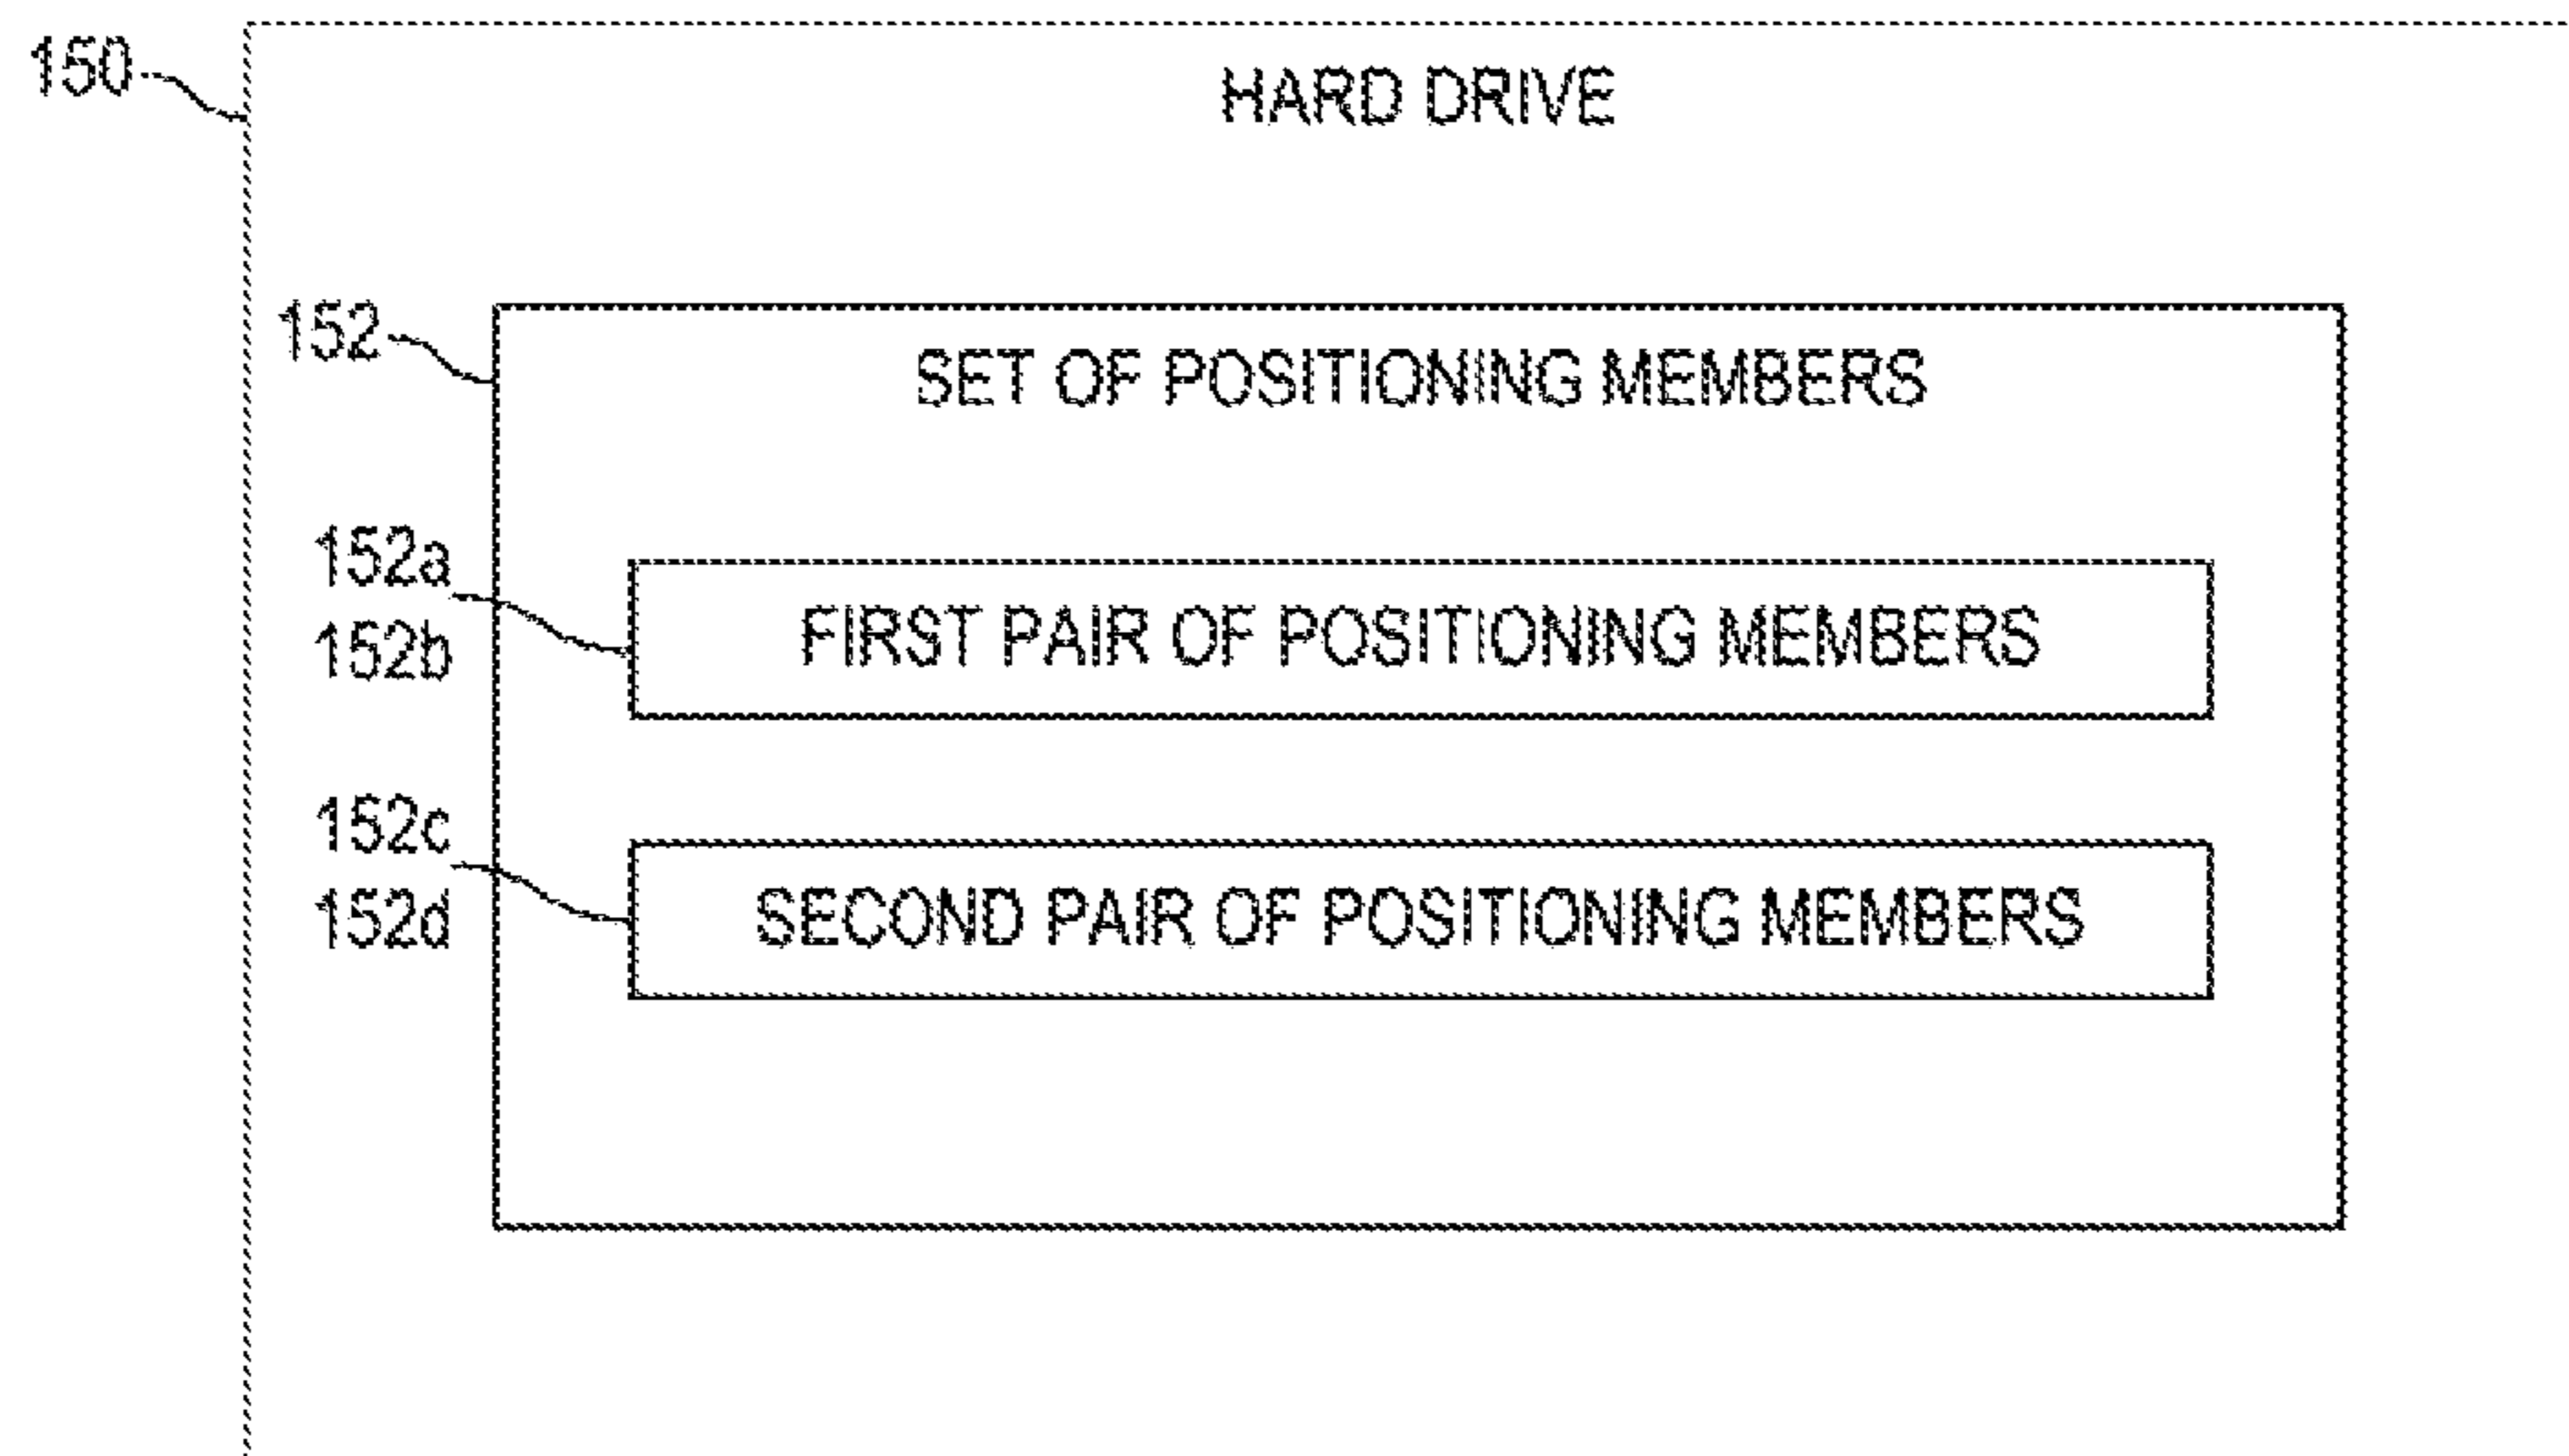 150
HARD DRIVE
152
SET OF POSITIONING MEMBERS
152a
152b
FIRST PAIR OF POSITIONING MEMBERS
152c
152d
SECOND PAIR OF POSITIONING MEMBERS